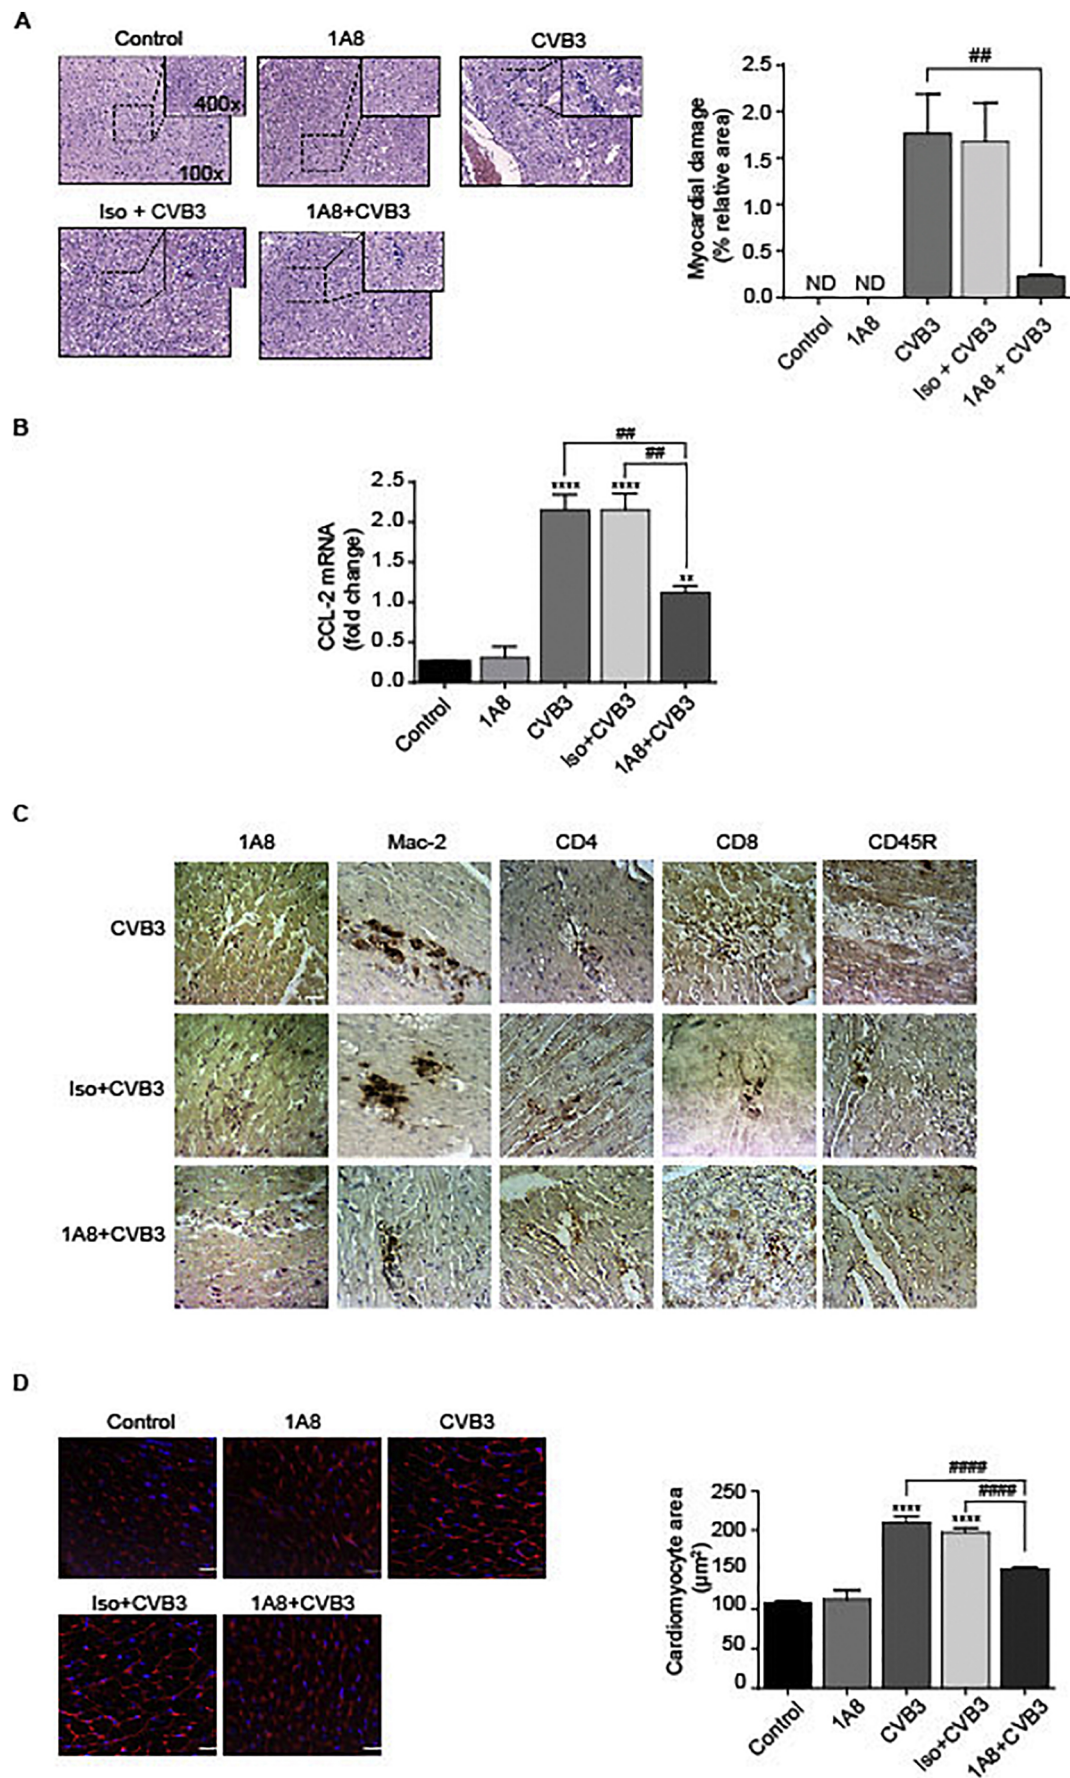 A
Control
1A8
CVB3
400x
100x
Iso + CVB3
1A8+CVB3
Myocardial damage
(% relative area)
2.5
2.0
1.5
1.0
0.5
0.0
##
ND
ND
Control
1A8
CVB3
Iso + CVB3
1A8 + CVB3
B
CCL-2 mRNA
(fold change)
2.5
2.0
1.5
1.0
0.5
0.0
##
##
****
****
**
Control
1A8
CVB3
Iso+CVB3
1A8+CVB3
C
1A8
Mac-2
CD4
CD8
CD45R
CVB3
Iso+CVB3
1A8+CVB3
D
Control
1A8
CVB3
Iso+CVB3
1A8+CVB3
Cardiomyocyte area
(µm²)
250
200
150
100
50
0
####
####
****
****
Control
1A8
CVB3
Iso+CVB3
1A8+CVB3